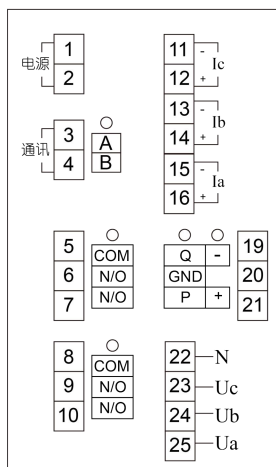 1
电源
2
3
通讯
4
A
B
11 -
Ic
12 +
13 -
Ib
14 +
15 -
Ia
16 +
5 COM
6 N/O
7 N/O
Q - 19
GND 20
P + 21
8 COM
9 N/O
10 N/O
22 N
23 Uc
24 Ub
25 Ua